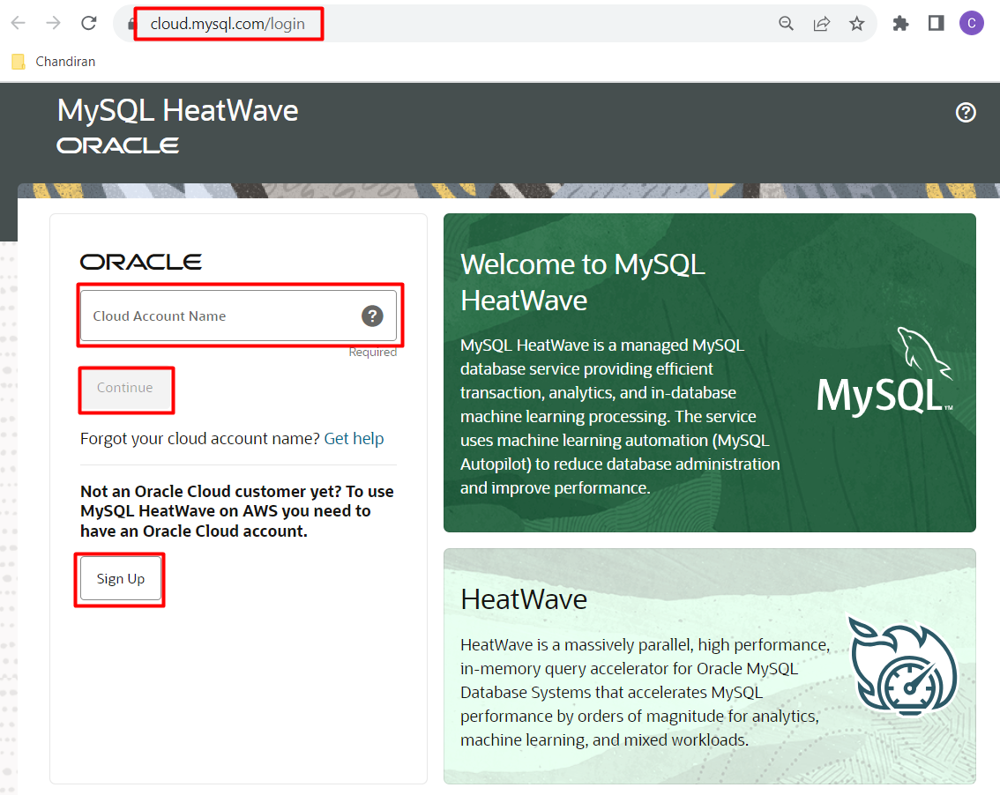 cloud.mysql.com/login
C
Chandiran
MySQL HeatWave
ORACLE
?
ORACLE
Cloud Account Name ?
Required
Continue
Forgot your cloud account name? Get help
Not an Oracle Cloud customer yet? To use
MySQL HeatWave on AWS you need to
have an Oracle Cloud account.
Sign Up
Welcome to MySQL
HeatWave
MySQL HeatWave is a managed MySQL
database service providing efficient
transaction, analytics, and in-database
machine learning processing. The service
uses machine learning automation (MySQL
Autopilot) to reduce database administration
and improve performance.
MySQL™
HeatWave
HeatWave is a massively parallel, high performance,
in-memory query accelerator for Oracle MySQL
Database Systems that accelerates MySQL
performance by orders of magnitude for analytics,
machine learning, and mixed workloads.